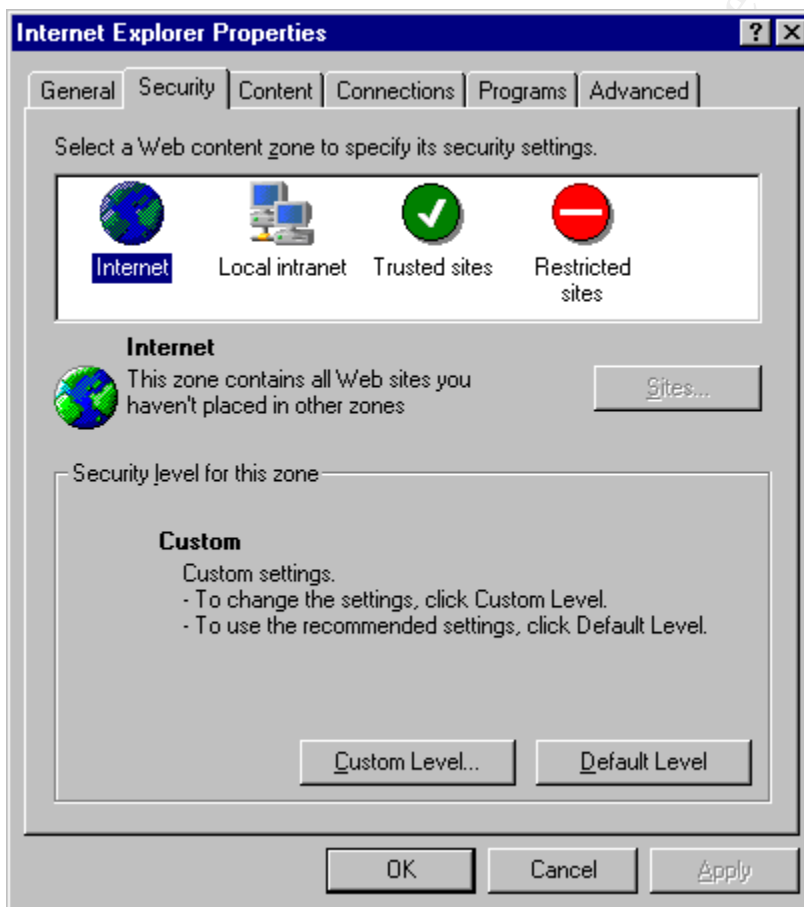 Internet Explorer Properties
General Security Content Connections Programs Advanced
Select a Web content zone to specify its security settings.
Internet Local intranet Trusted sites Restricted sites
Internet
This zone contains all Web sites you
haven't placed in other zones
Sites...
Security level for this zone
Custom
Custom settings.
- To change the settings, click Custom Level.
- To use the recommended settings, click Default Level.
Custom Level... Default Level
OK Cancel Apply